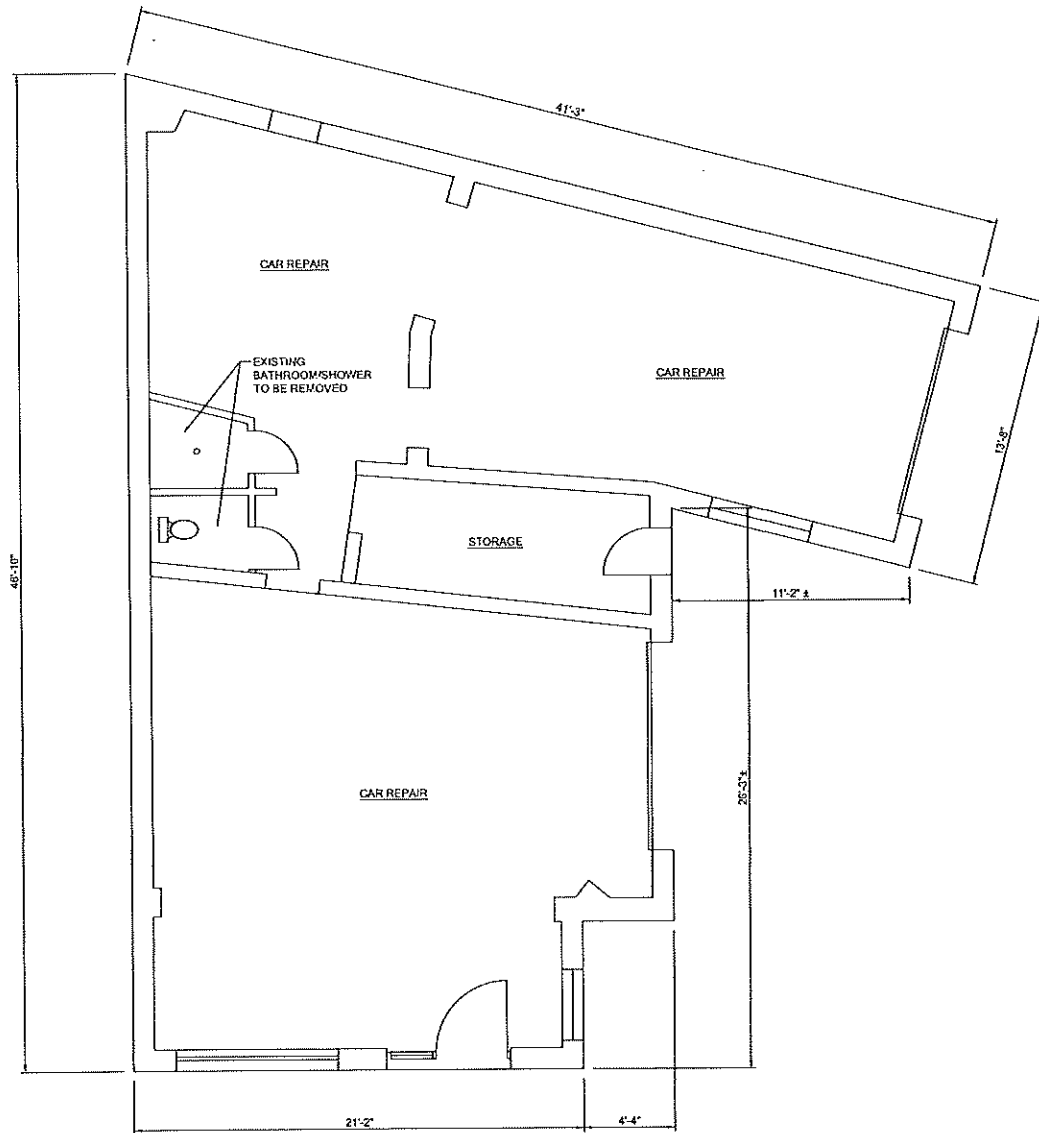 41'-3"
CAR REPAIR
EXISTING
BATHROOM/SHOWER
TO BE REMOVED
CAR REPAIR
13'-8"
46'-10"
STORAGE
11'-2" ±
26'-3" ±
CAR REPAIR
21'-2"
4'-4"